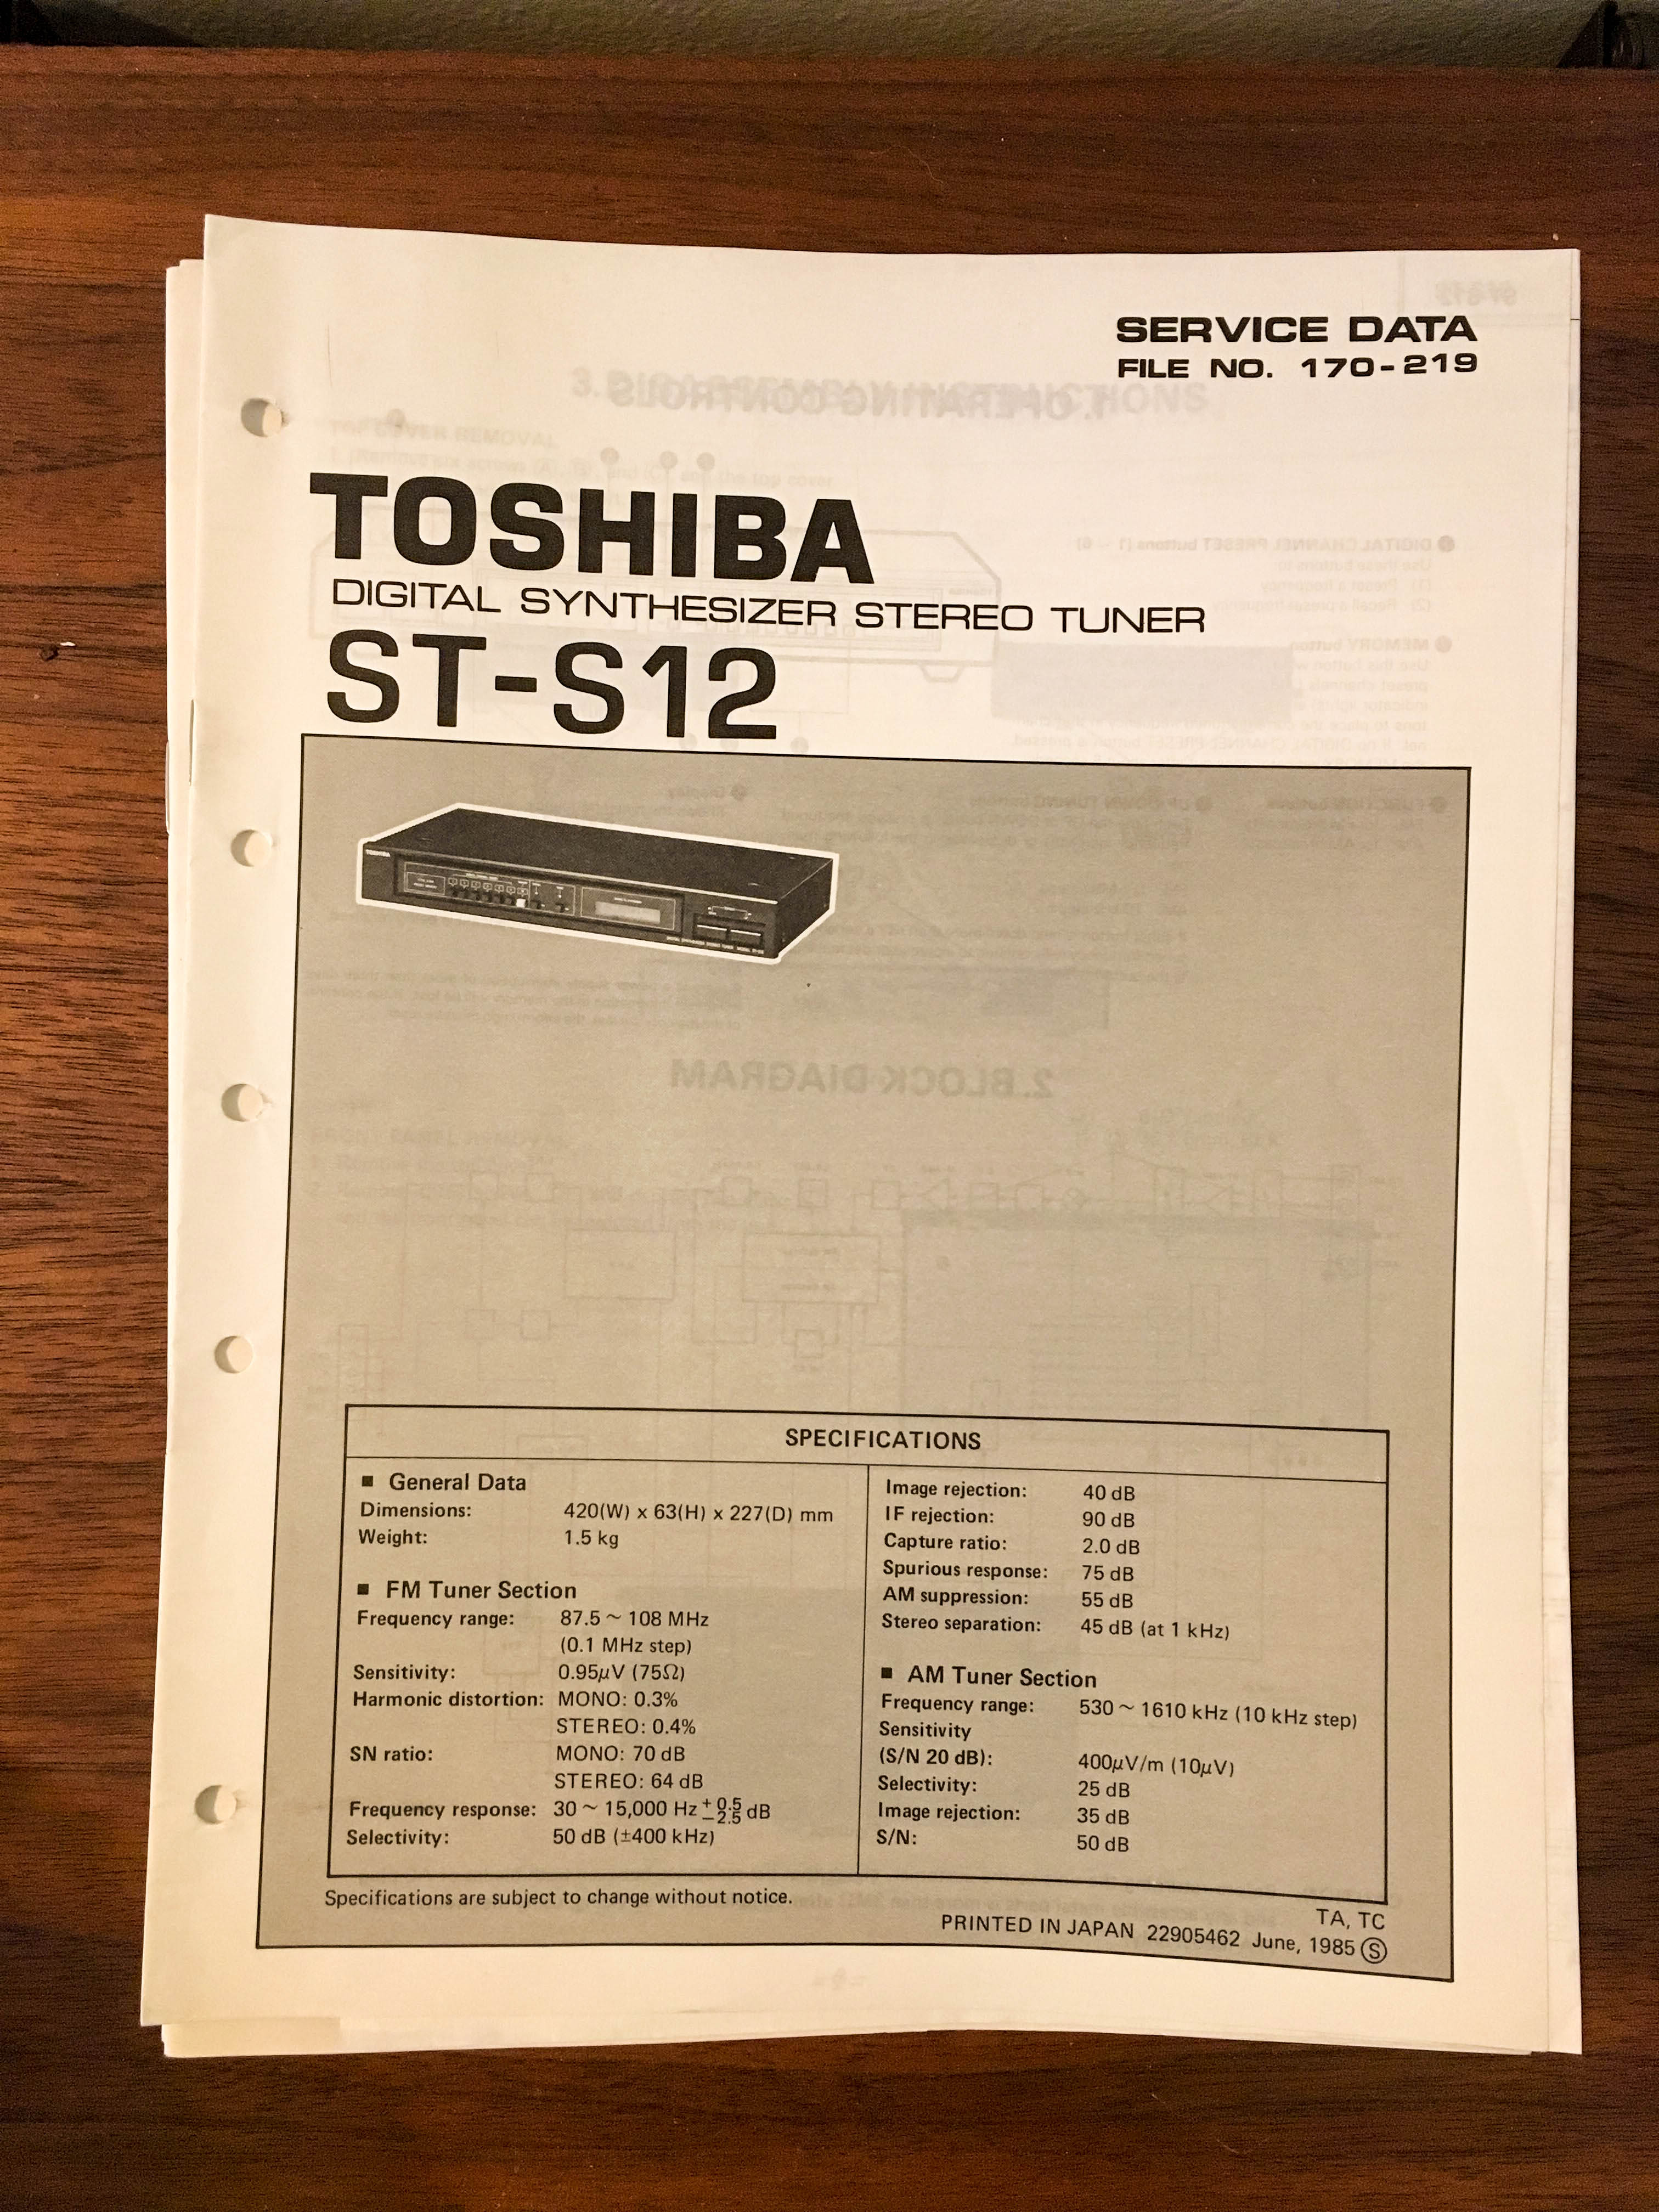 SERVICE DATA
FILE NO. 170-219
TOSHIBA
DIGITAL SYNTHESIZER STEREO TUNER
ST-S12
TOSHIBA
SPECIFICATIONS
■ General Data
Dimensions: 420(W) x 63(H) x 227(D) mm
Weight: 1.5 kg
■ FM Tuner Section
Frequency range: 87.5 ~ 108 MHz
(0.1 MHz step)
Sensitivity: 0.95μV (75Ω)
Harmonic distortion: MONO: 0.3%
STEREO: 0.4%
SN ratio: MONO: 70 dB
STEREO: 64 dB
Frequency response: 30 ~ 15,000 Hz +0.5 −2.5 dB
Selectivity: 50 dB (±400 kHz)
Image rejection: 40 dB
IF rejection: 90 dB
Capture ratio: 2.0 dB
Spurious response: 75 dB
AM suppression: 55 dB
Stereo separation: 45 dB (at 1 kHz)
■ AM Tuner Section
Frequency range: 530 ~ 1610 kHz (10 kHz step)
Sensitivity
(S/N 20 dB): 400μV/m (10μV)
Selectivity: 25 dB
Image rejection: 35 dB
S/N: 50 dB
Specifications are subject to change without notice.
TA, TC
PRINTED IN JAPAN 22905462 June, 1985 Ⓢ